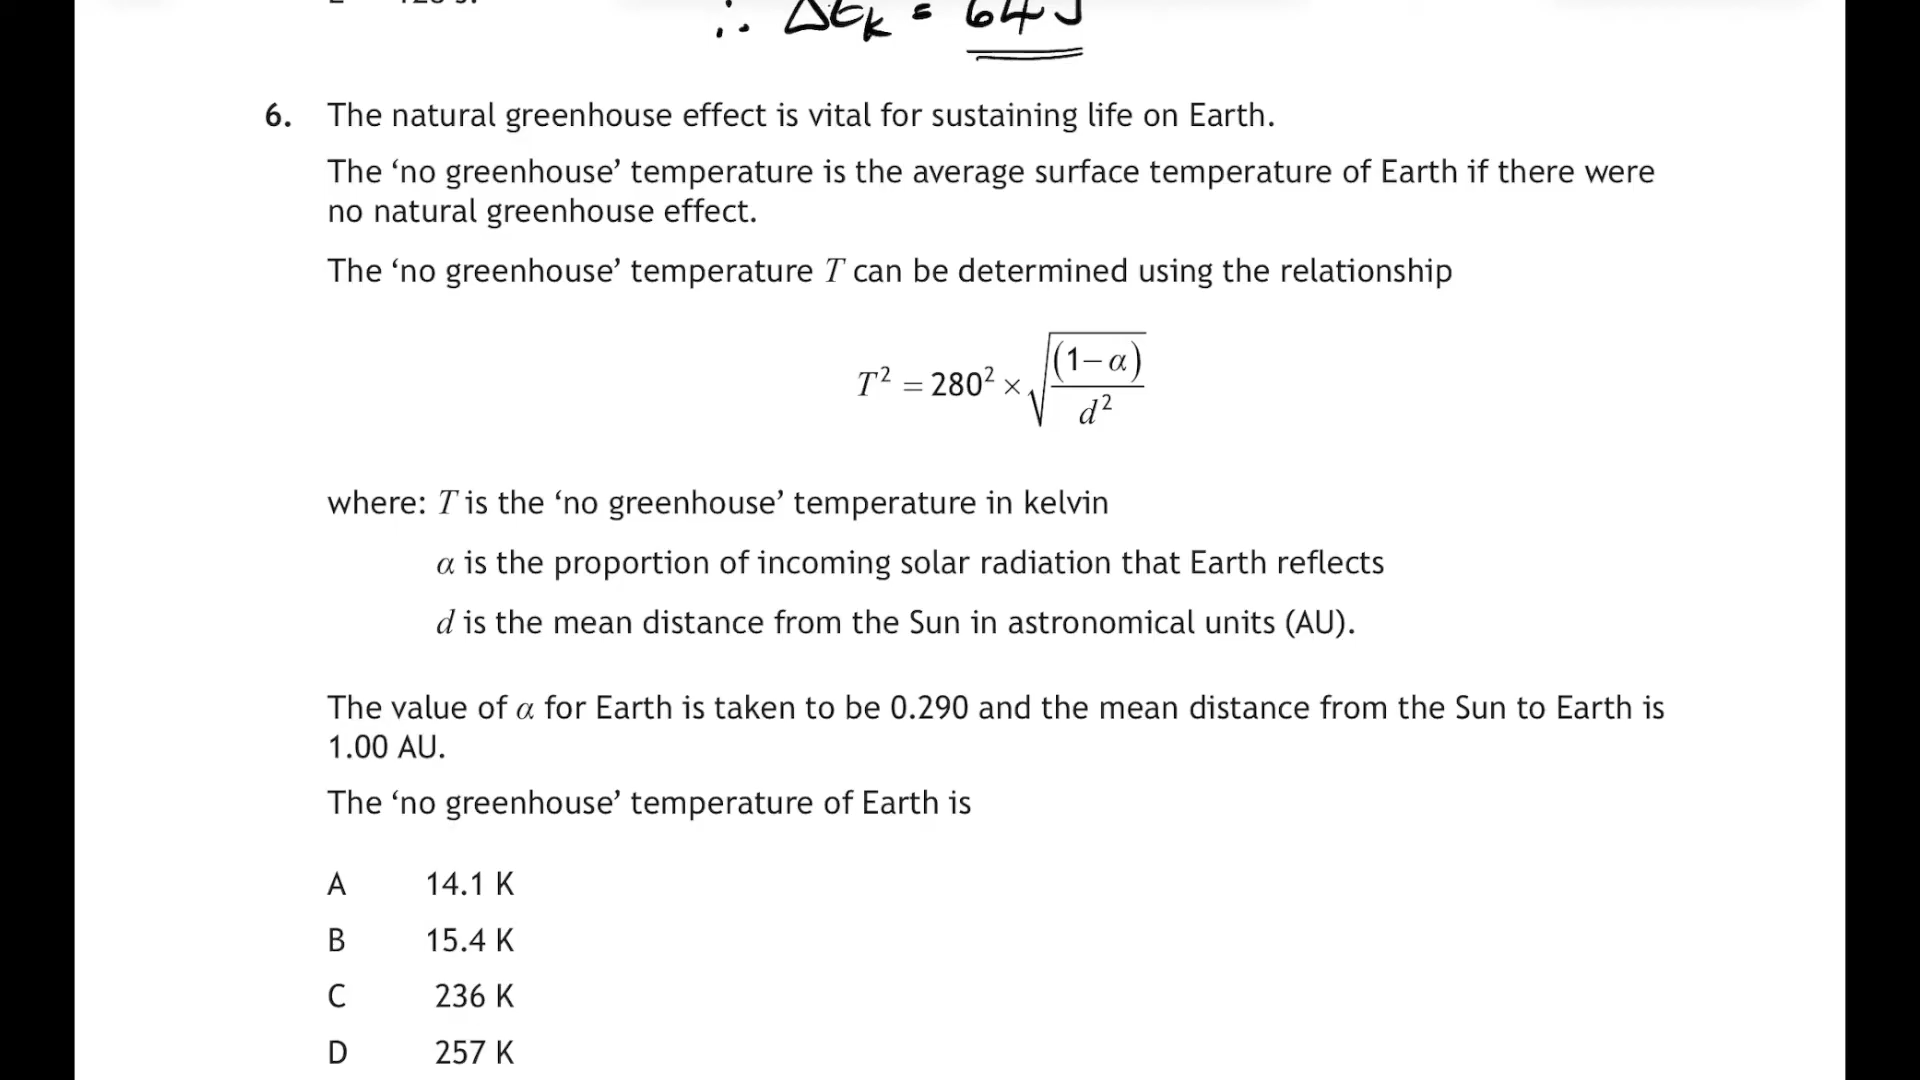 ∴ ΔEk = 64J
6. The natural greenhouse effect is vital for sustaining life on Earth.
The ‘no greenhouse’ temperature is the average surface temperature of Earth if there were
no natural greenhouse effect.
The ‘no greenhouse’ temperature T can be determined using the relationship
T² = 280² × √((1−α)/d²)
where: T is the ‘no greenhouse’ temperature in kelvin
α is the proportion of incoming solar radiation that Earth reflects
d is the mean distance from the Sun in astronomical units (AU).
The value of α for Earth is taken to be 0.290 and the mean distance from the Sun to Earth is
1.00 AU.
The ‘no greenhouse’ temperature of Earth is
A 14.1 K
B 15.4 K
C 236 K
D 257 K